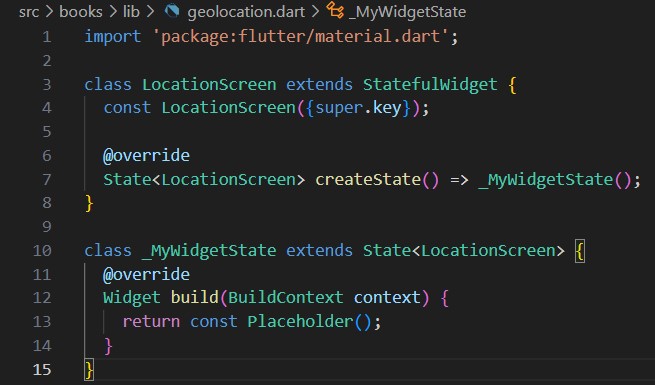 src > books > lib > geolocation.dart > _MyWidgetState
1 import 'package:flutter/material.dart';
2
3 class LocationScreen extends StatefulWidget {
4   const LocationScreen({super.key});
5
6   @override
7   State<LocationScreen> createState() => _MyWidgetState();
8 }
9
10 class _MyWidgetState extends State<LocationScreen> {
11   @override
12   Widget build(BuildContext context) {
13     return const Placeholder();
14   }
15 }